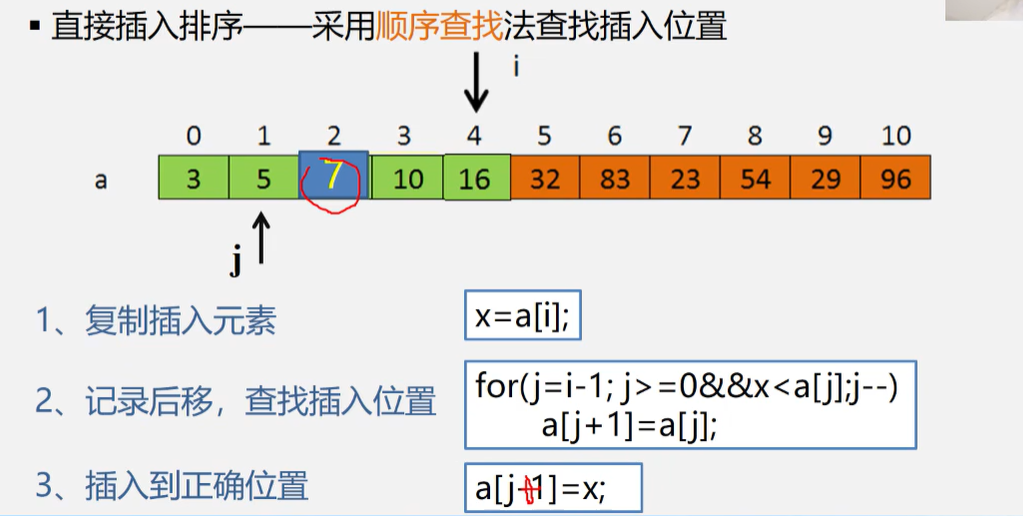 ▪ 直接插入排序——采用顺序查找法查找插入位置
i
0 1 2 3 4 5 6 7 8 9 10
a 3 5 7 10 16 32 83 23 54 29 96
j
1、复制插入元素 x=a[i];
2、记录后移，查找插入位置 for(j=i-1; j>=0&&x<a[j];j--)
a[j+1]=a[j];
3、插入到正确位置 a[j+1]=x;